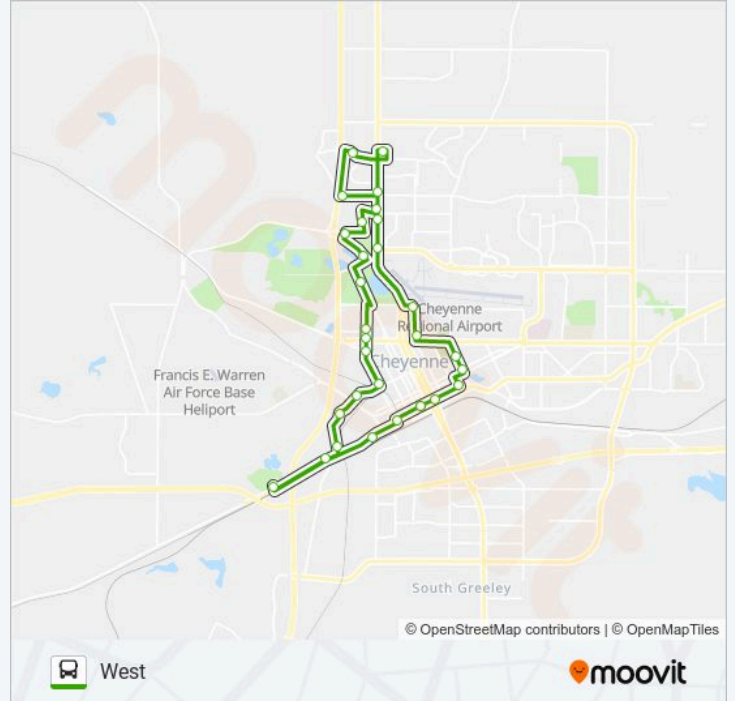 Cheyenne
Regional Airport
Cheyenne
Francis E. Warren
Air Force Base
Heliport
South Greeley
© OpenStreetMap contributors | © OpenMapTiles
West
moovit